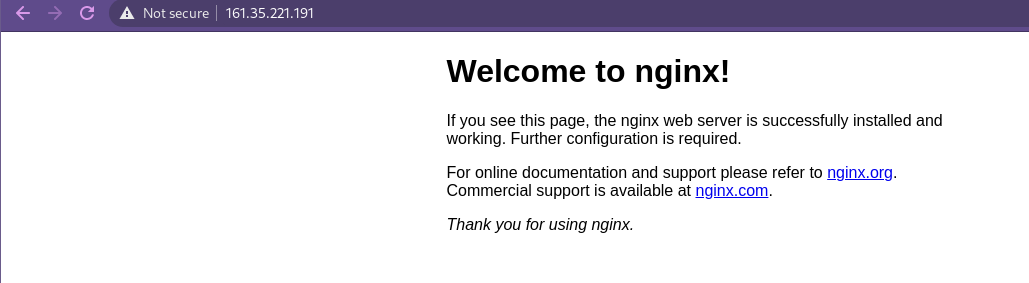 Not secure 161.35.221.191
Welcome to nginx!
If you see this page, the nginx web server is successfully installed and
working. Further configuration is required.
For online documentation and support please refer to nginx.org.
Commercial support is available at nginx.com.
Thank you for using nginx.